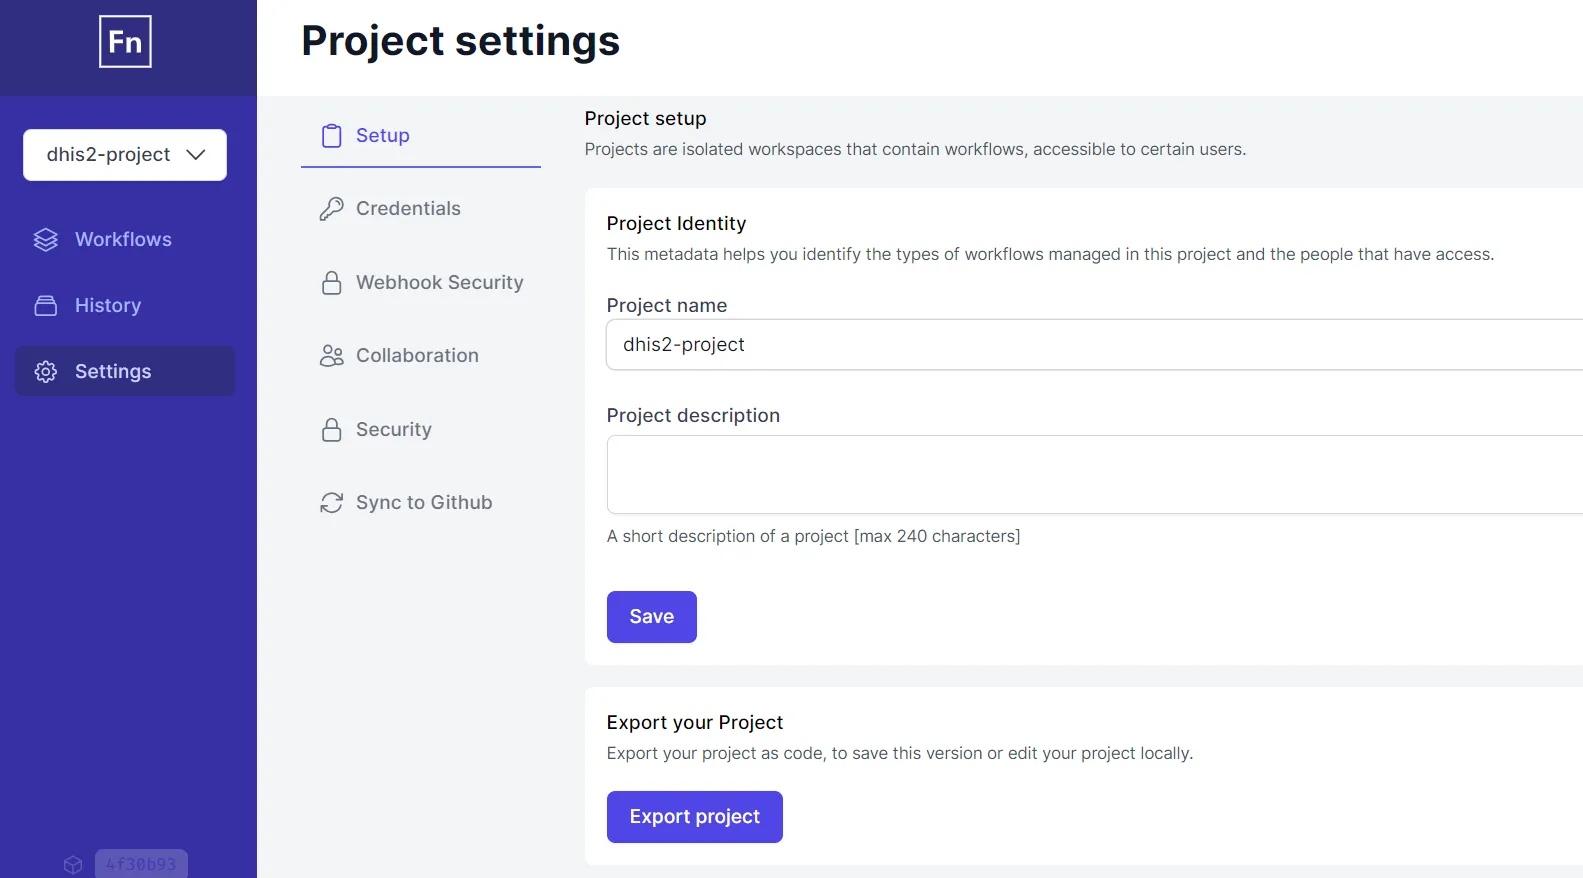 Fn
Project settings
dhis2-project
Workflows
History
Settings
4f30b93
Setup
Credentials
Webhook Security
Collaboration
Security
Sync to Github
Project setup
Projects are isolated workspaces that contain workflows, accessible to certain users.
Project Identity
This metadata helps you identify the types of workflows managed in this project and the people that have access.
Project name
dhis2-project
Project description
A short description of a project [max 240 characters]
Save
Export your Project
Export your project as code, to save this version or edit your project locally.
Export project